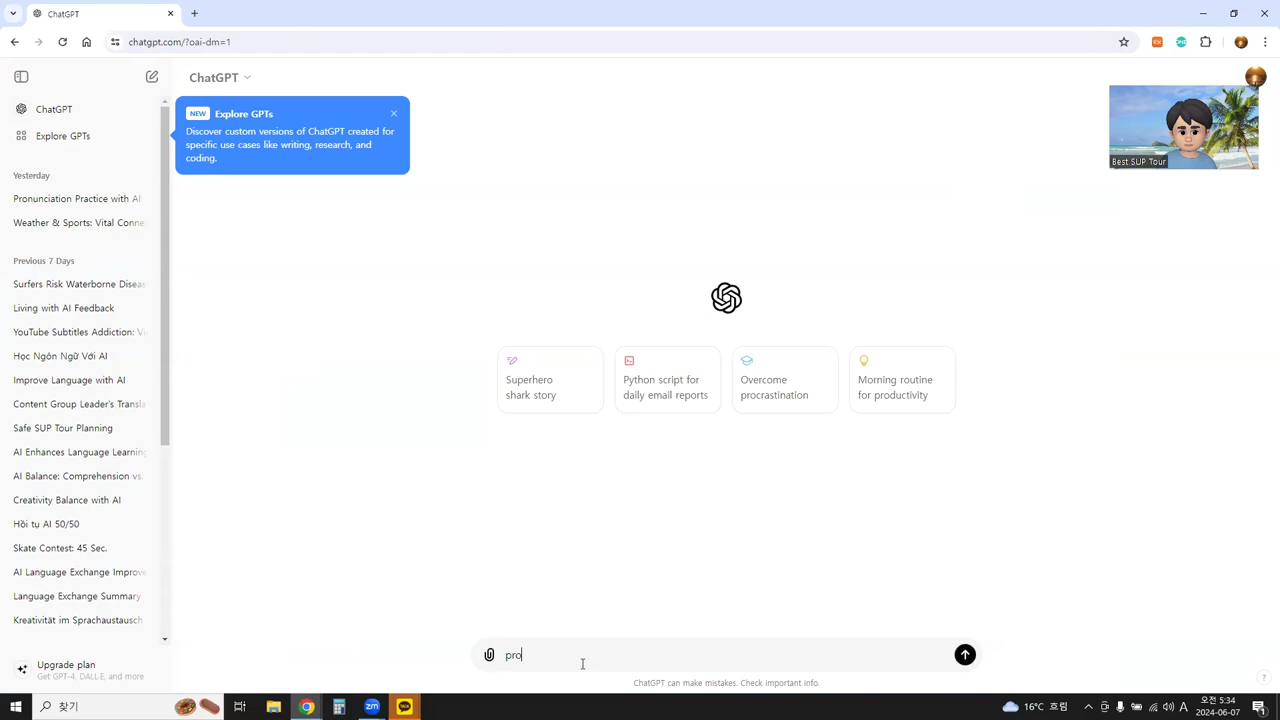 ChatGPT
chatgpt.com/?oai-dm=1
ChatGPT
ChatGPT
Explore GPTs
NEW Explore GPTs
Discover custom versions of ChatGPT created for
specific use cases like writing, research, and
coding.
Best SUP Tour
Yesterday
Pronunciation Practice with AI
Weather & Sports: Vital Conne
Previous 7 Days
Surfers Risk Waterborne Diseas
Living with AI Feedback
YouTube Subtitles Addiction: Vi
Học Ngôn Ngữ Với AI
Improve Language with AI
Content Group Leader's Transla
Safe SUP Tour Planning
AI Enhances Language Learning
AI Balance: Comprehension vs.
Creativity Balance with AI
Hồi tụ AI 50/50
Skate Contest: 45 Sec.
AI Language Exchange Improve
Language Exchange Summary
Kreativität im Sprachaustausch
Upgrade plan
Get GPT-4, DALL·E, and more
Superhero
shark story
Python script for
daily email reports
Overcome
procrastination
Morning routine
for productivity
pro
ChatGPT can make mistakes. Check important info.
?
찾기
16°C 흐림
A
오전 5:34
2024-06-07